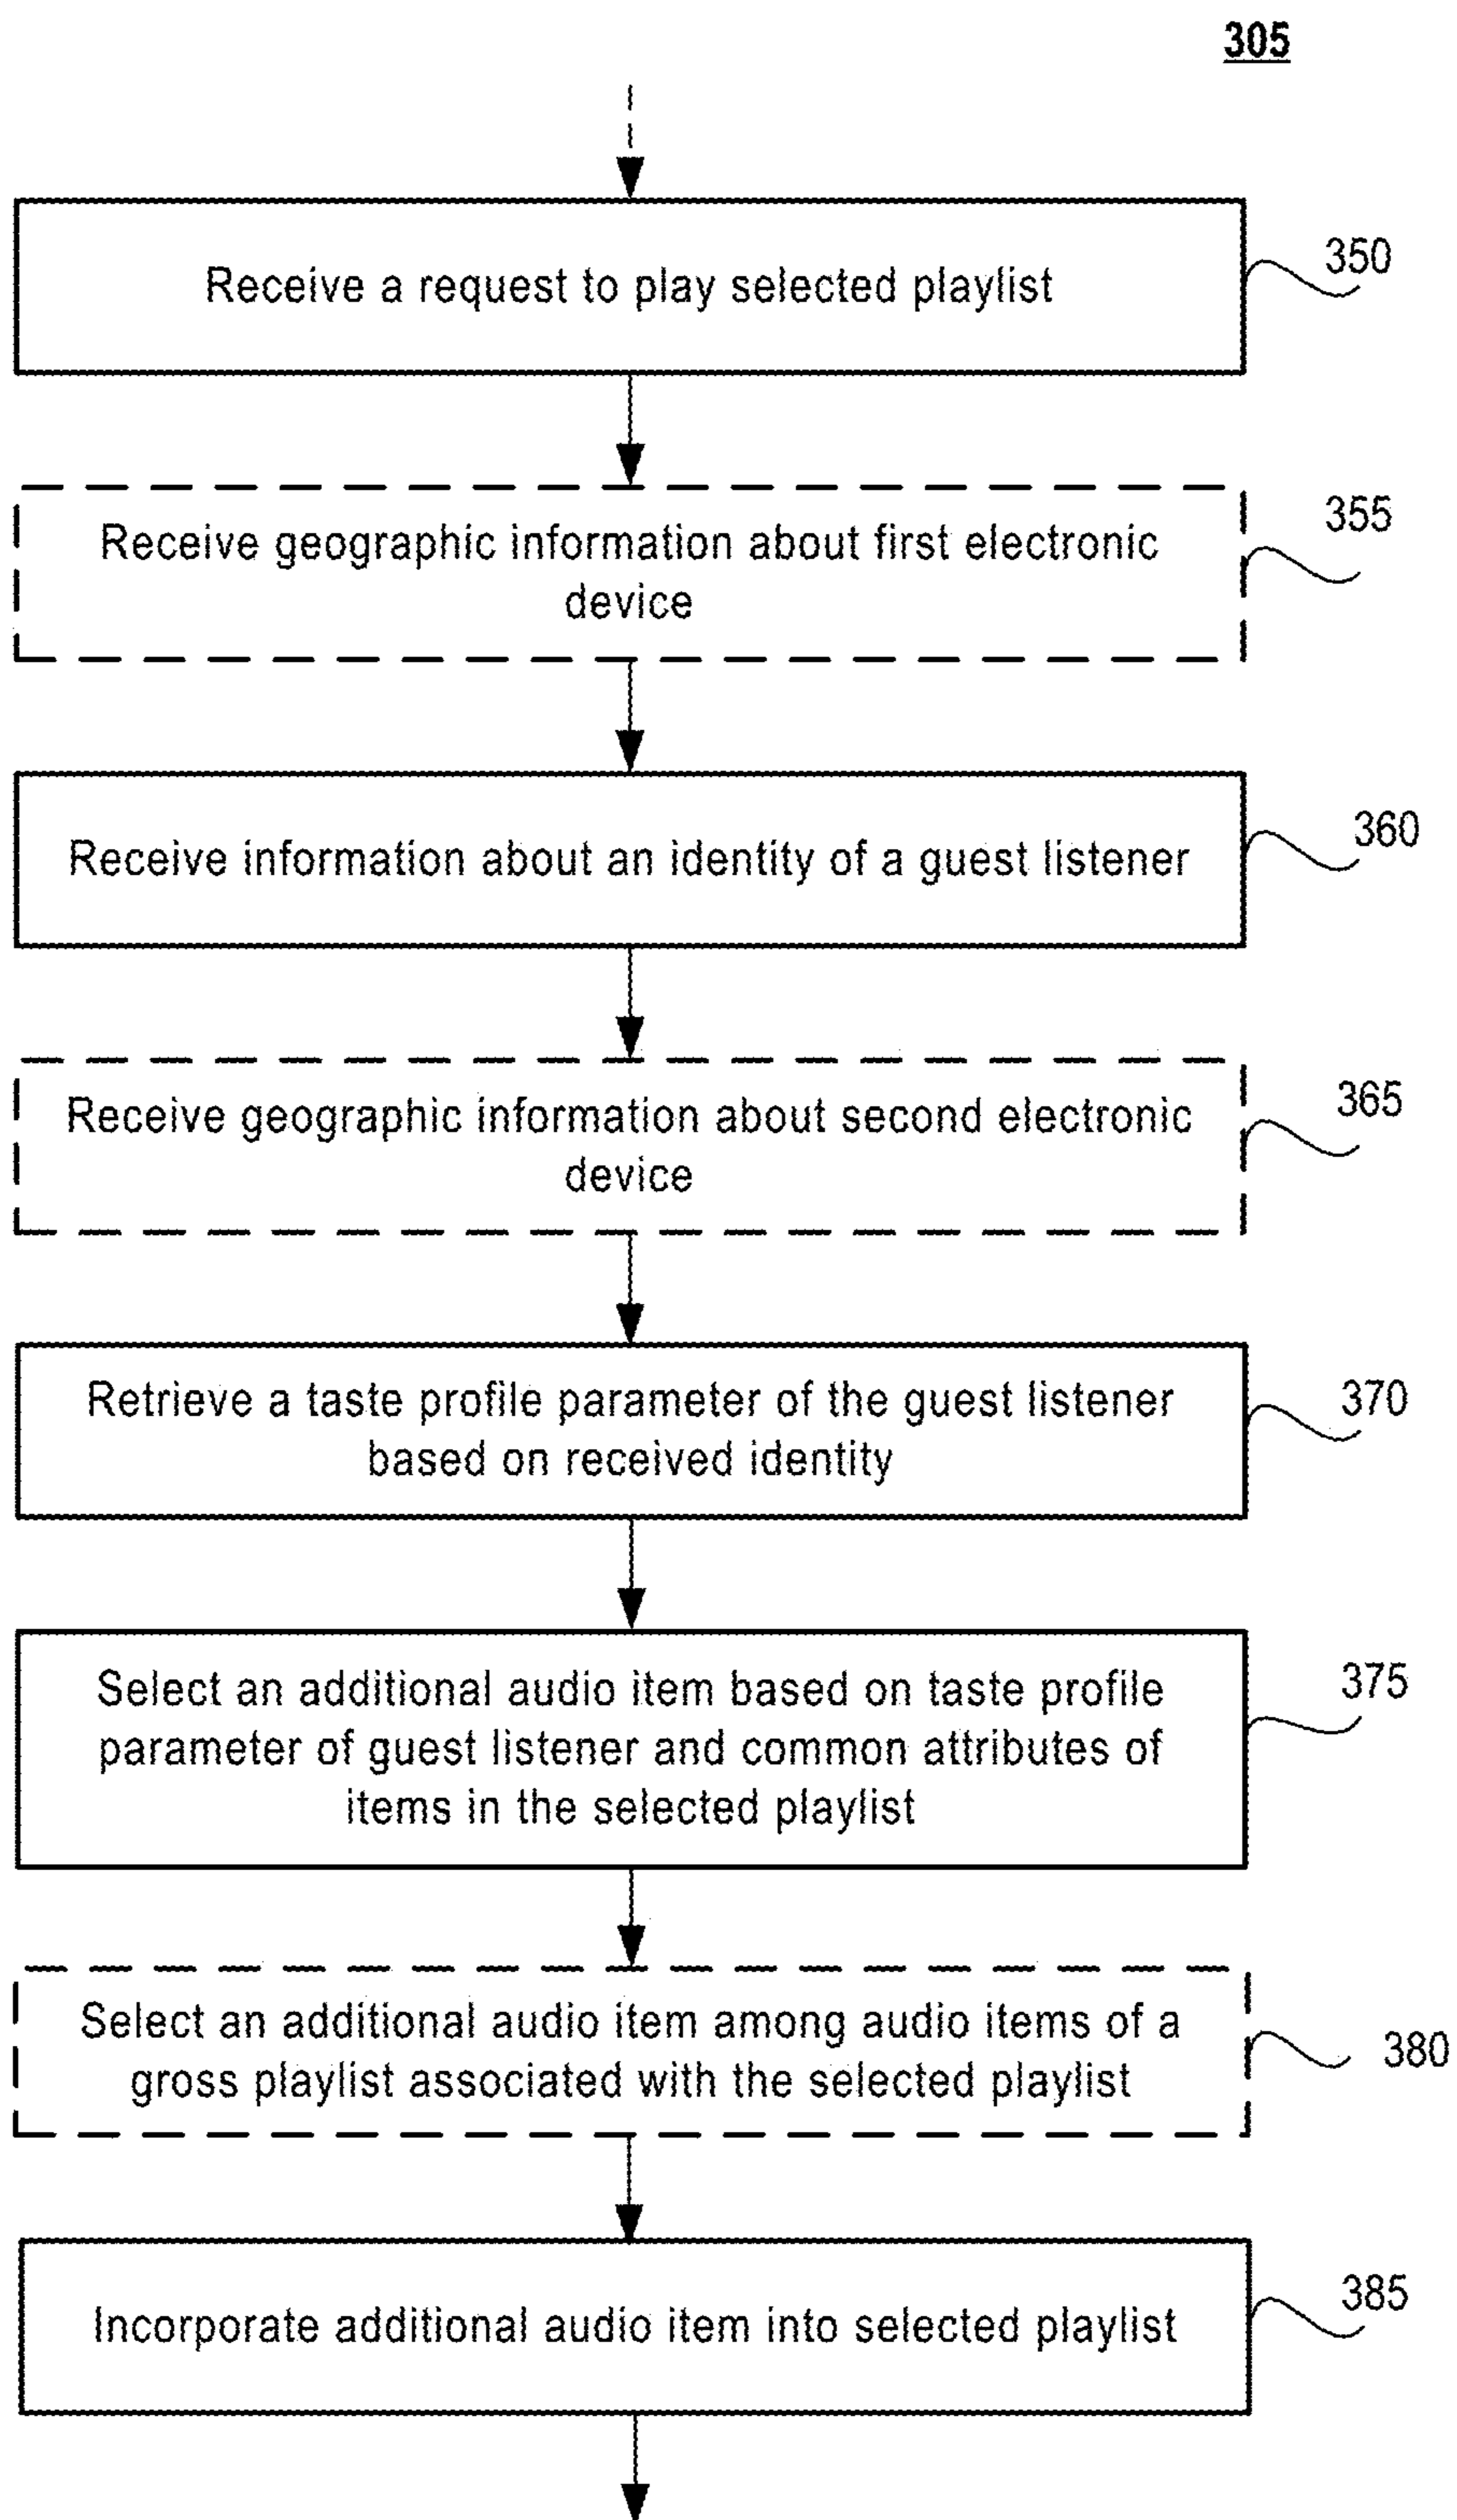 305
Receive a request to play selected playlist
350
Receive geographic information about first electronic
device
355
Receive information about an identity of a guest listener
360
Receive geographic information about second electronic
device
365
Retrieve a taste profile parameter of the guest listener
based on received identity
370
Select an additional audio item based on taste profile
parameter of guest listener and common attributes of
items in the selected playlist
375
Select an additional audio item among audio items of a
gross playlist associated with the selected playlist
380
Incorporate additional audio item into selected playlist
385